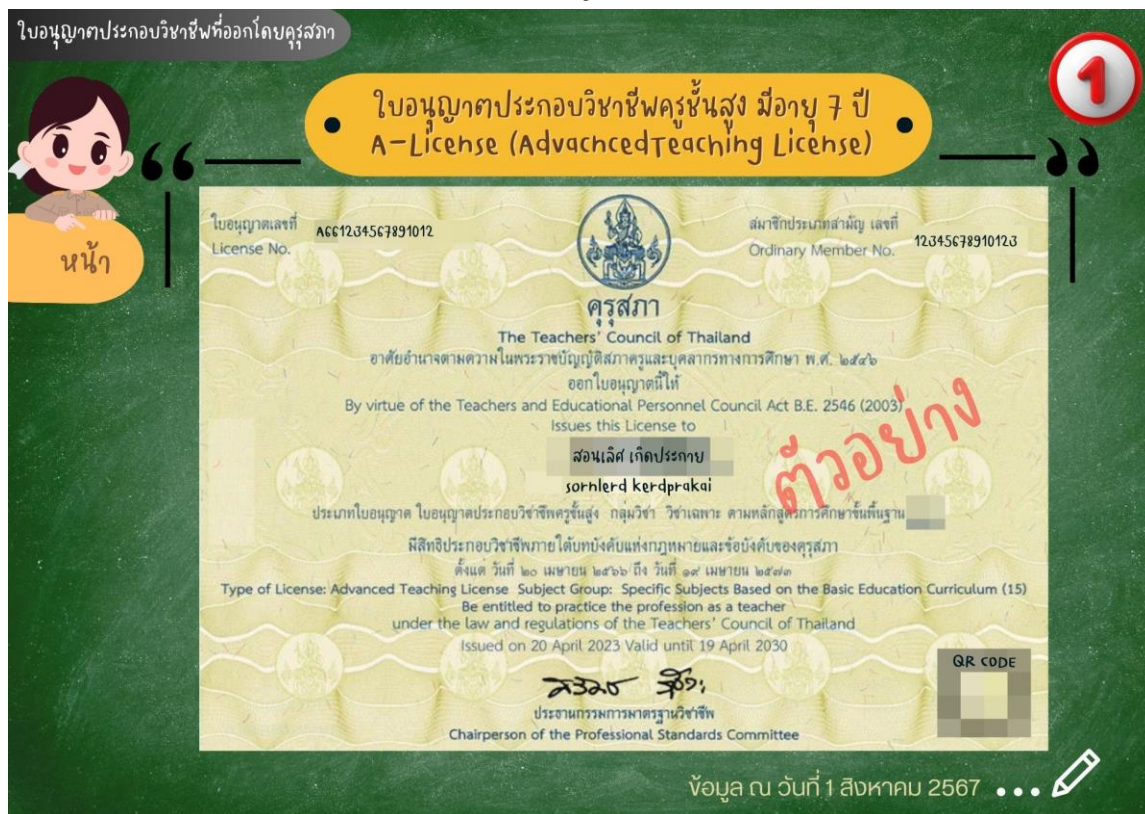 ใบอนุญาตประกอบวิชาชีพที่ออกโดยคุรุสภา
1
ใบอนุญาตประกอบวิชาชีพครูชั้นสูง มีอายุ 7 ปี
A-License (AdvacncedTeaching License)
หน้า
ใบอนุญาตเลขที่ A661234567891012
License No.
สมาชิกประเภทสามัญ เลขที่
Ordinary Member No. 12345678910123
คุรุสภา
The Teachers' Council of Thailand
อาศัยอำนาจตามความในพระราชบัญญัติสภาครูและบุคลากรทางการศึกษา พ.ศ. ๒๕๔๖
ออกใบอนุญาตนี้ให้
By virtue of the Teachers and Educational Personnel Council Act B.E. 2546 (2003)
Issues this License to
สอนเลิศ เกิดประกาย
sornlerd kerdprakai
ตัวอย่าง
ประเภทใบอนุญาต ใบอนุญาตประกอบวิชาชีพครูชั้นสูง กลุ่มวิชา วิชาเฉพาะ ตามหลักสูตรการศึกษาขั้นพื้นฐาน
มีสิทธิประกอบวิชาชีพภายใต้บทบังคับแห่งกฎหมายและข้อบังคับของคุรุสภา
ตั้งแต่ วันที่ ๒๐ เมษายน ๒๕๖๖ ถึง วันที่ ๑๙ เมษายน ๒๕๗๓
Type of License: Advanced Teaching License Subject Group: Specific Subjects Based on the Basic Education Curriculum (15)
Be entitled to practice the profession as a teacher
under the law and regulations of the Teachers' Council of Thailand
Issued on 20 April 2023 Valid until 19 April 2030
QR CODE
ประธานกรรมการมาตรฐานวิชาชีพ
Chairperson of the Professional Standards Committee
ข้อมูล ณ วันที่ 1 สิงหาคม 2567 ...